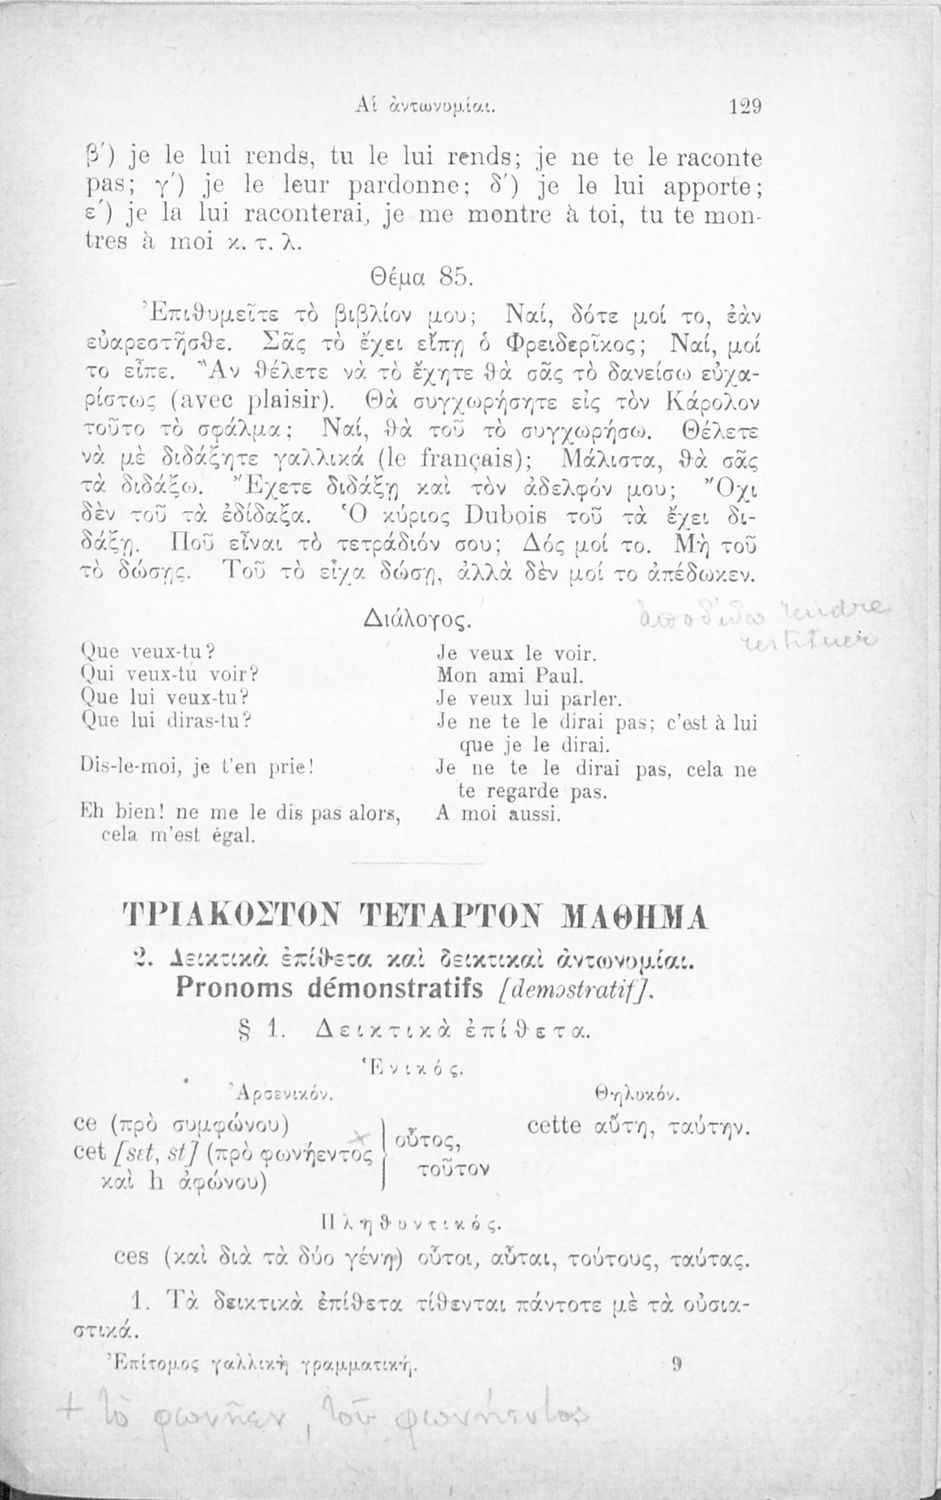 Αἱ ἀντωνυμίαι. 129
β΄) je le lui rends, tu le lui rends; je ne te le raconte
pas; γ΄) je le leur pardonne; δ΄) je le lui apporte;
ε΄) je la lui raconterai, je me montre à toi, tu te mon-
tres à moi κ. τ. λ.
Θέμα 85.
Ἐπιθυμεῖτε τὸ βιβλίον μου; Ναί, δότε μοί το, ἐὰν
εὐαρεστῆσθε. Σᾶς τὸ ἔχει εἴπῃ ὁ Φρειδερῖκος; Ναί, μοί
το εἶπε. Ἂν θέλετε νὰ τὸ ἔχητε θὰ σᾶς τὸ δανείσω εὐχα-
ρίστως (avec plaisir). Θὰ συγχωρήσητε εἰς τὸν Κάρολον
τοῦτο τὸ σφάλμα; Ναί, θὰ τοῦ τὸ συγχωρήσω. Θέλετε
νὰ μὲ διδάξητε γαλλικά (le français); Μάλιστα, θὰ σᾶς
τὰ διδάξω. Ἔχετε διδάξῃ καὶ τὸν ἀδελφόν μου; Ὄχι
δὲν τοῦ τὰ ἐδίδαξα. Ὁ κύριος Dubois τοῦ τὰ ἔχει δι-
δάξῃ. Ποῦ εἶναι τὸ τετράδιόν σου; Δός μοί το. Μὴ τοῦ
τὸ δώσῃς. Τοῦ τὸ εἶχα δώσῃ, ἀλλὰ δὲν μοί το ἀπέδωκεν.
Διάλογος.
ἀποδίδω rendre
restituer
Que veux-tu? Je veux le voir.
Qui veux-tu voir? Mon ami Paul.
Que lui veux-tu? Je veux lui parler.
Que lui diras-tu? Je ne te le dirai pas; c'est à lui
que je le dirai.
Dis-le-moi, je t'en prie! Je ne te le dirai pas, cela ne
te regarde pas.
Eh bien! ne me le dis pas alors, A moi aussi.
cela m'est égal.
ΤΡΙΑΚΟΣΤΟΝ ΤΕΤΑΡΤΟΝ ΜΑΘΗΜΑ
2. Δεικτικὰ ἐπίθετα καὶ δεικτικαὶ ἀντωνυμίαι.
Pronoms démonstratifs [demostratif].
§ 1. Δεικτικὰ ἐπίθετα.
Ἑνικός.
Ἀρσενικόν. Θηλυκόν.
ce (πρὸ συμφώνου) cette αὕτη, ταύτην.
cet [set, st] (πρὸ φωνήεντος οὗτος,
καὶ h ἀφώνου) τοῦτον
Πληθυντικός.
ces (καὶ διὰ τὰ δύο γένη) οὗτοι, αὗται, τούτους, ταύτας.
1. Τὰ δεικτικὰ ἐπίθετα τίθενται πάντοτε μὲ τὰ οὐσια-
στικά.
Ἐπίτομος γαλλικὴ γραμματική. 9
+ τὸ φωνῆεν, τοῦ φωνήεντος